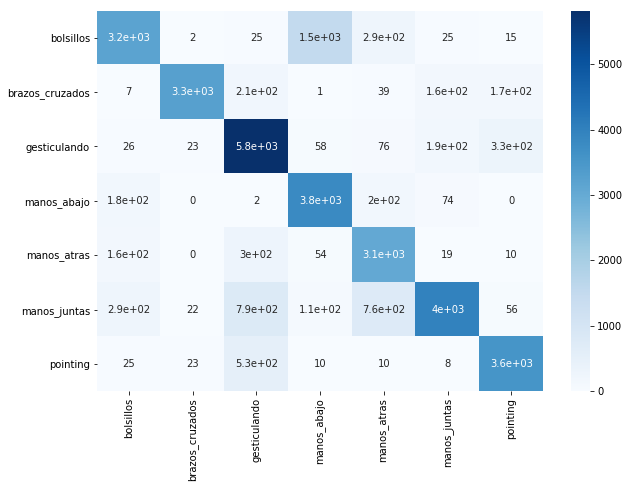 bolsillos 3.2e+03 2 25 1.5e+03 2.9e+02 25 15
brazos_cruzados 7 3.3e+03 2.1e+02 1 39 1.6e+02 1.7e+02
gesticulando 26 23 5.8e+03 58 76 1.9e+02 3.3e+02
manos_abajo 1.8e+02 0 2 3.8e+03 2e+02 74 0
manos_atras 1.6e+02 0 3e+02 54 3.1e+03 19 10
manos_juntas 2.9e+02 22 7.9e+02 1.1e+02 7.6e+02 4e+03 56
pointing 25 23 5.3e+02 10 10 8 3.6e+03
bolsillos
brazos_cruzados
gesticulando
manos_abajo
manos_atras
manos_juntas
pointing
5000
4000
3000
2000
1000
0